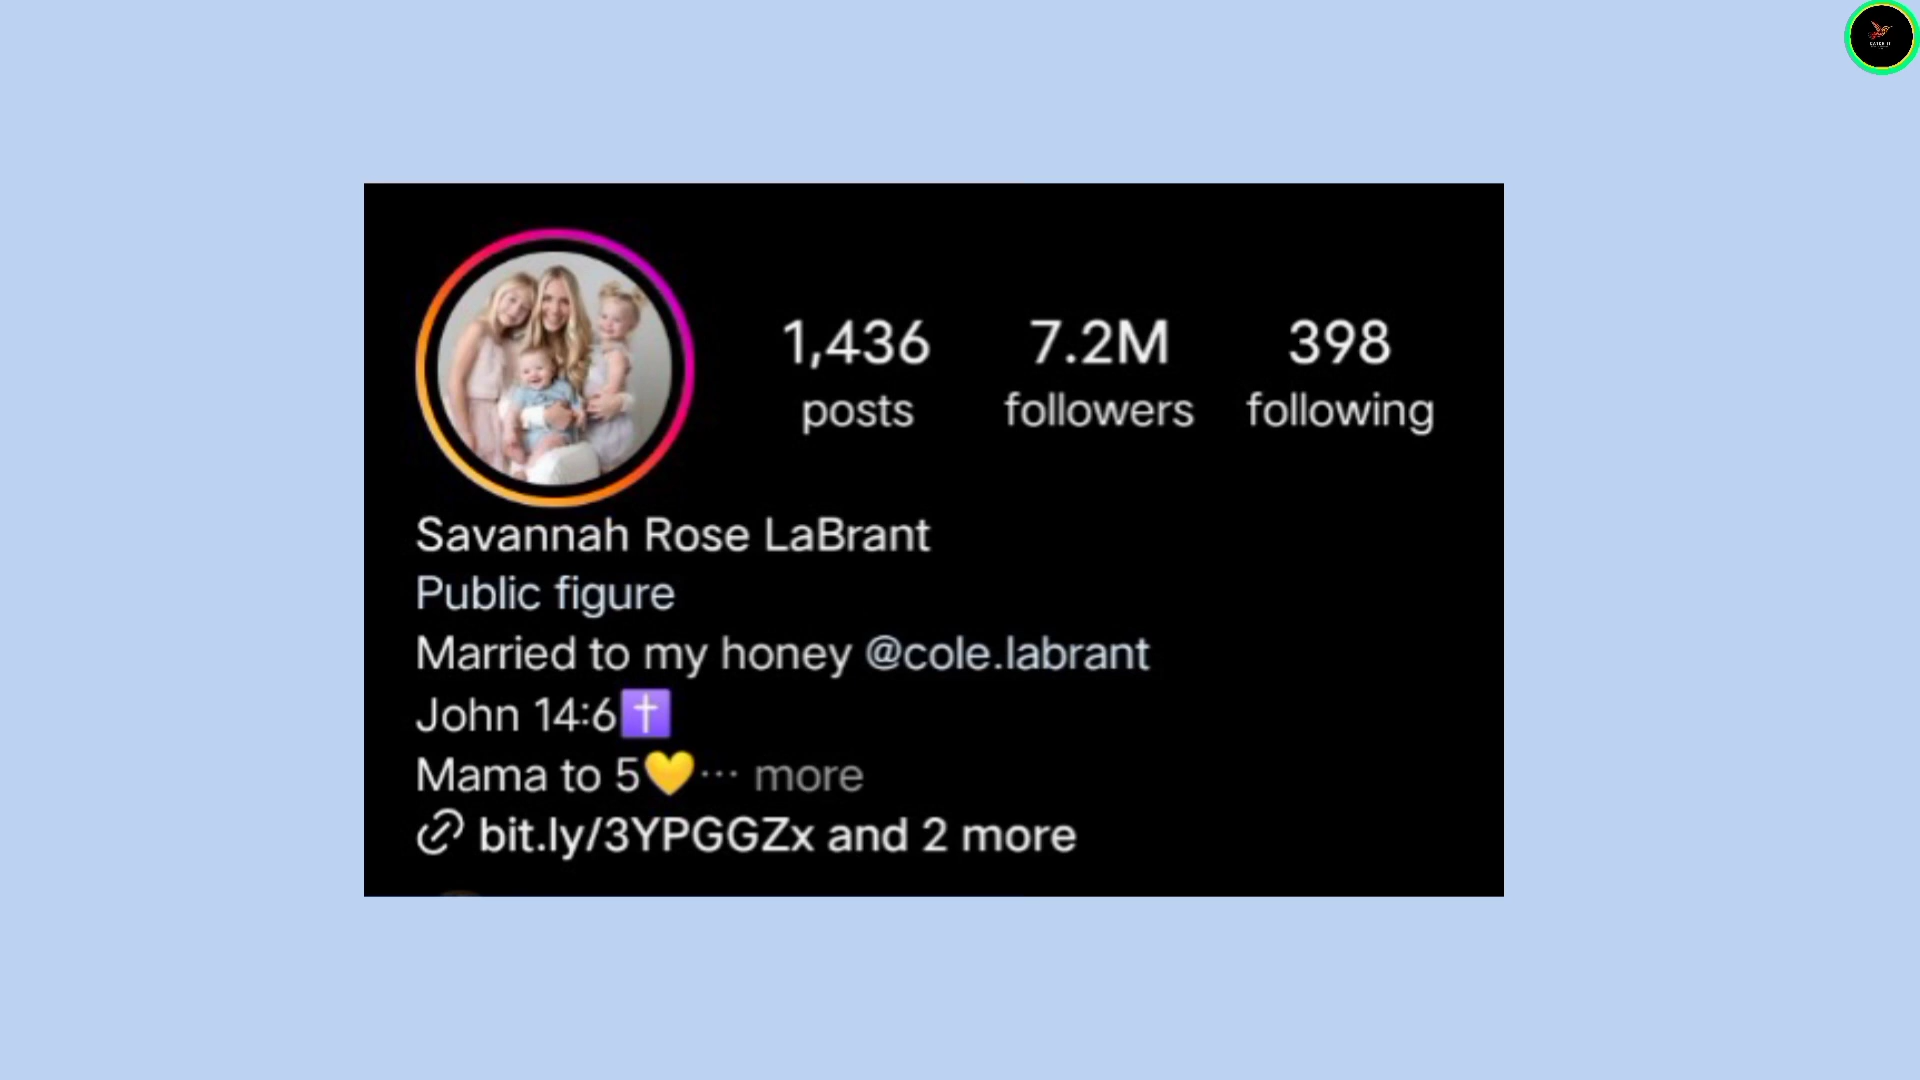 1,436 7.2M 398
posts followers following
Savannah Rose LaBrant
Public figure
Married to my honey @cole.labrant
John 14:6✝️
Mama to 5💛··· more
bit.ly/3YPGGZx and 2 more